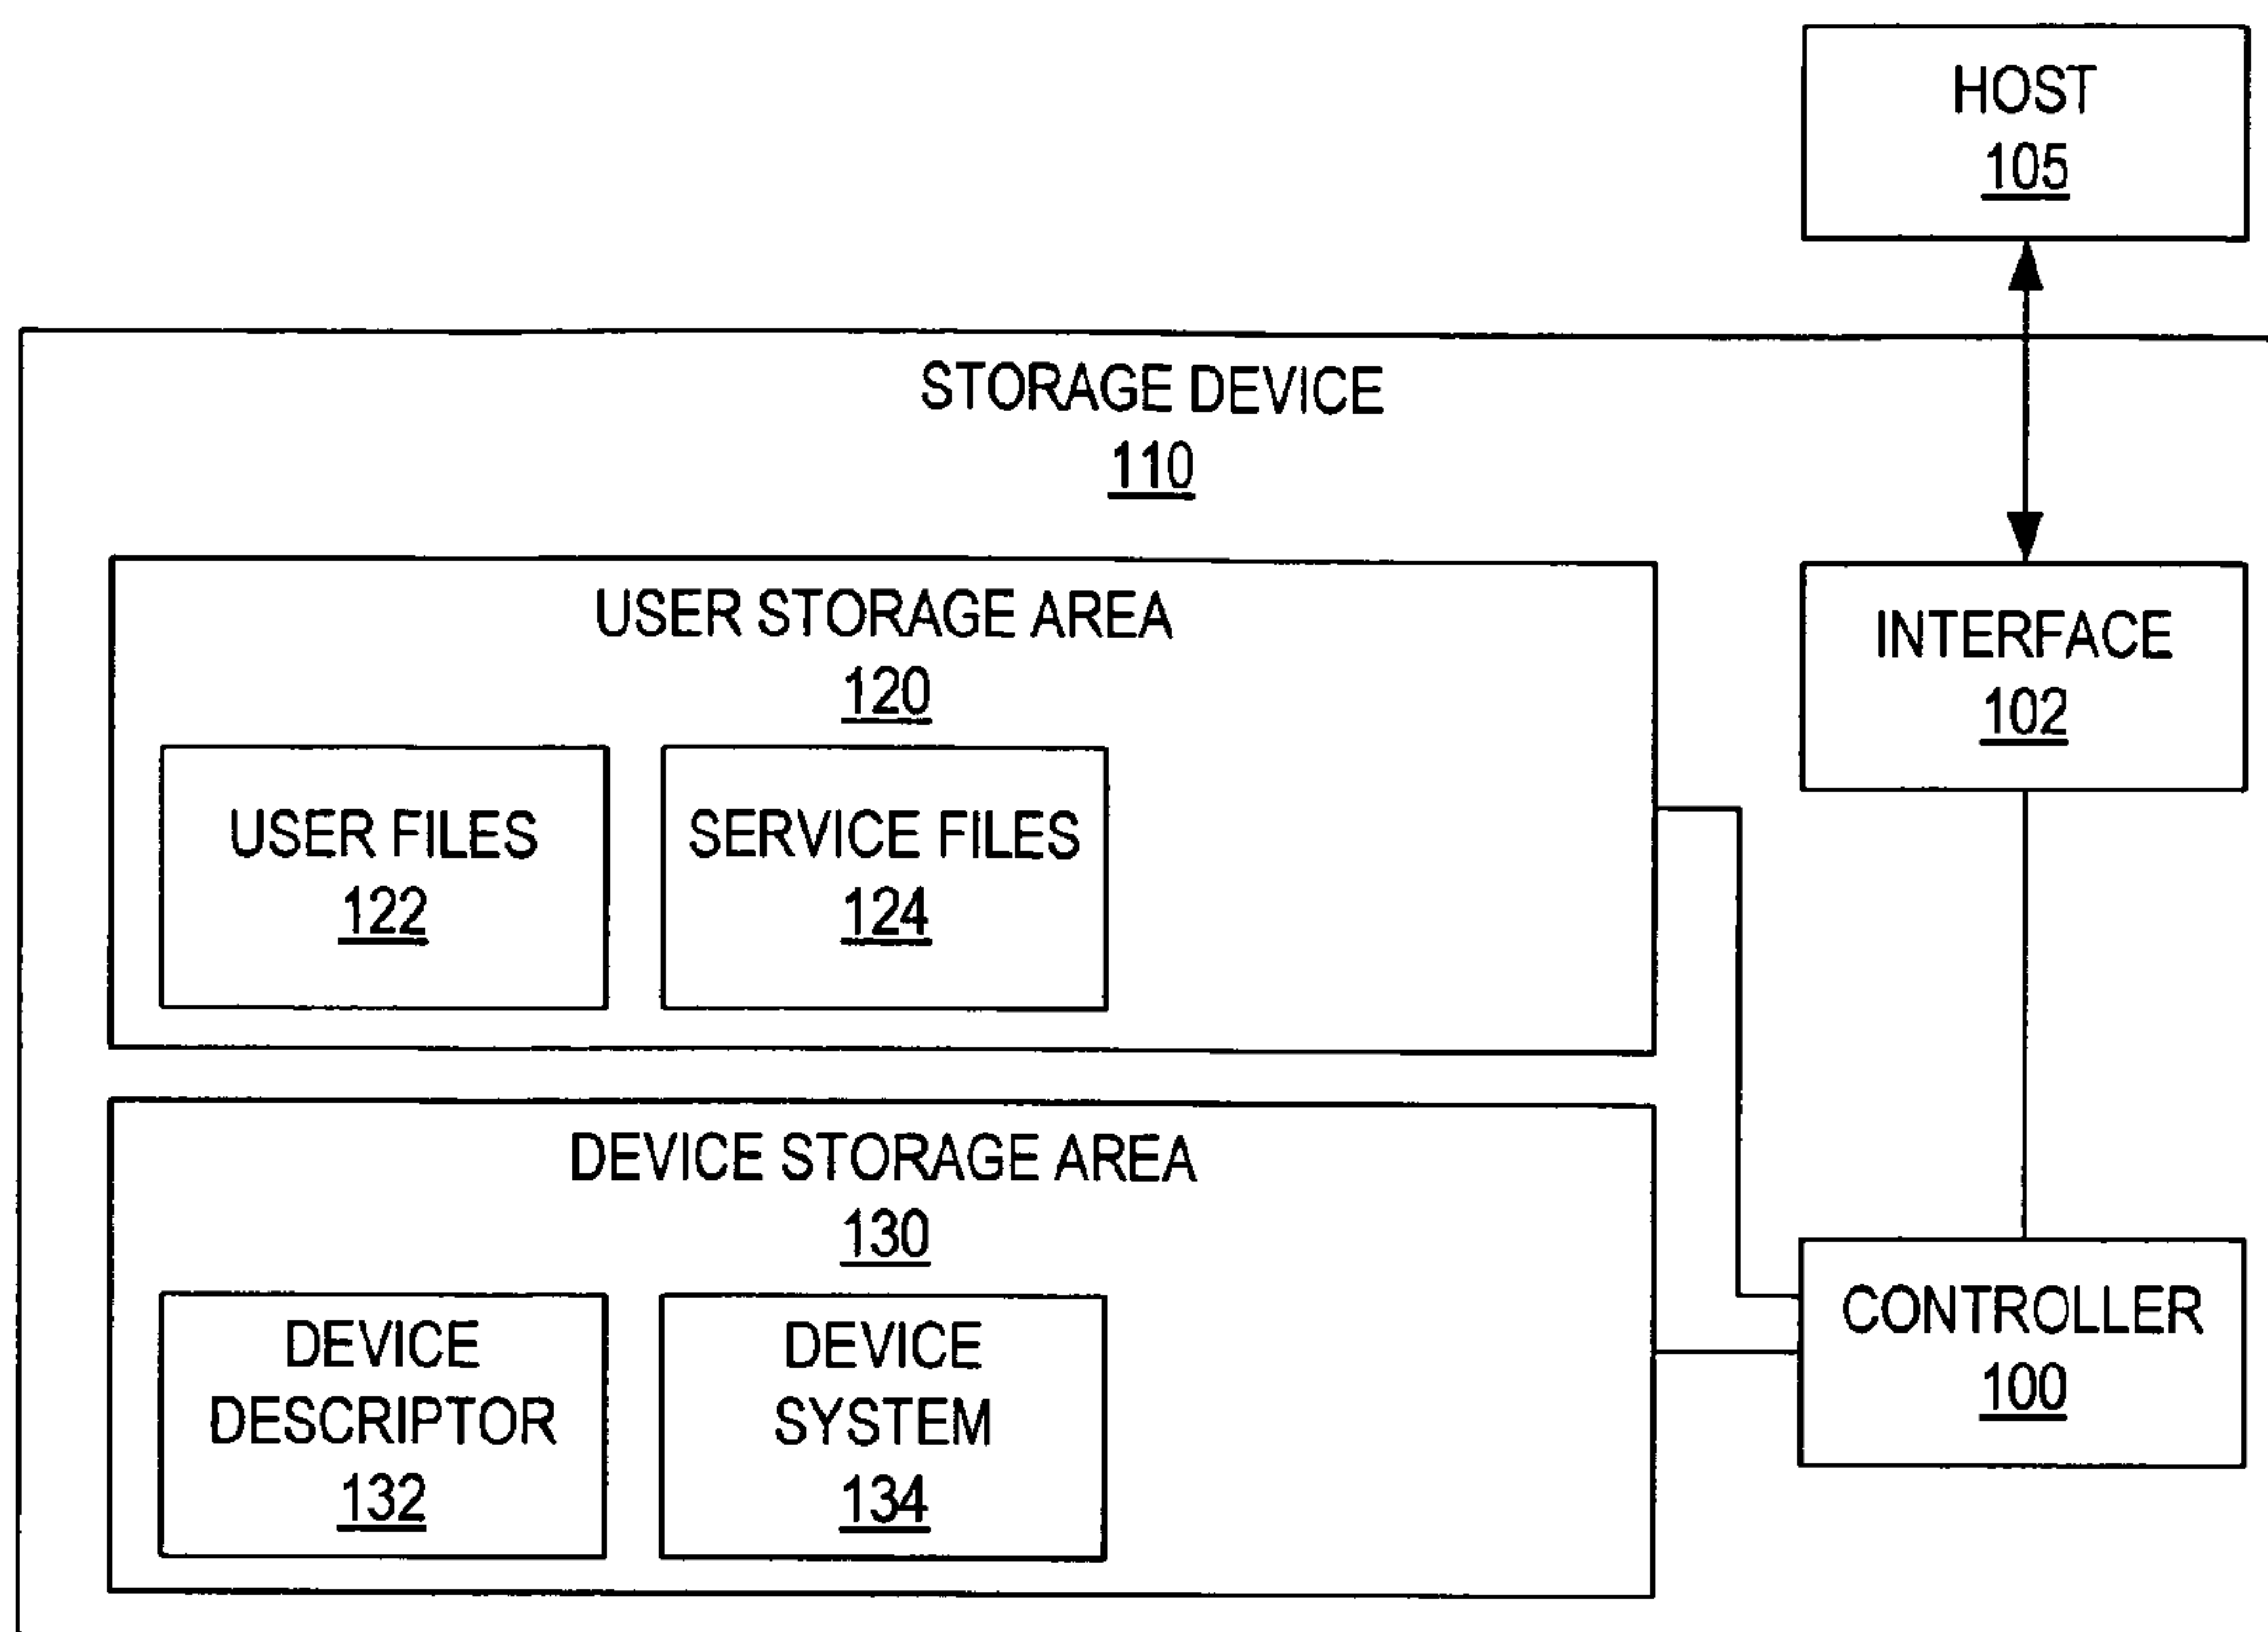 HOST
105
STORAGE DEVICE
110
USER STORAGE AREA
120
INTERFACE
102
USER FILES
122
SERVICE FILES
124
DEVICE STORAGE AREA
130
DEVICE
DESCRIPTOR
132
DEVICE
SYSTEM
134
CONTROLLER
100